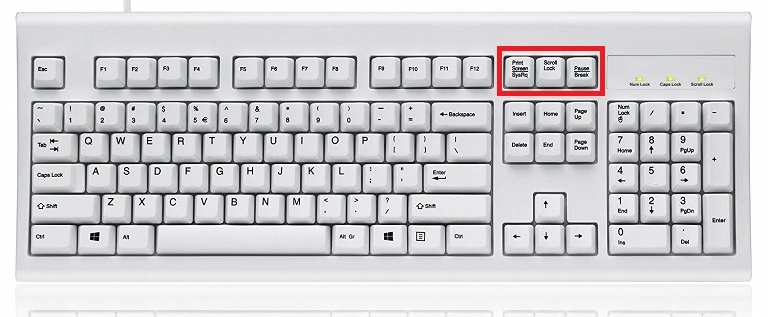 Esc F1 F2 F3 F4 F5 F6 F7 F8 F9 F10 F11 F12 Print Screen SysRq Scroll Lock Pause Break
Num Lock Caps Lock Scroll Lock
~ ! @ # $ % ^ & * ( ) _ +
` 1 2 3 4 5 € 6 7 8 9 0 - = ← Backspace Insert Home Page Up Num Lock / * -
Tab Q W E R T Y U I O P { } | Delete End Page Down 7 Home 8 ↑ 9 PgUp +
[ ] \
Caps Lock A S D F G H J K L : " Enter 4 ← 5 6 →
; '
⇧ Shift Z X C V B N M < > ? ⇧ Shift ↑ 1 End 2 ↓ 3 PgDn Enter
, . /
Ctrl Alt Alt Gr Ctrl ← ↓ → 0 Ins . Del